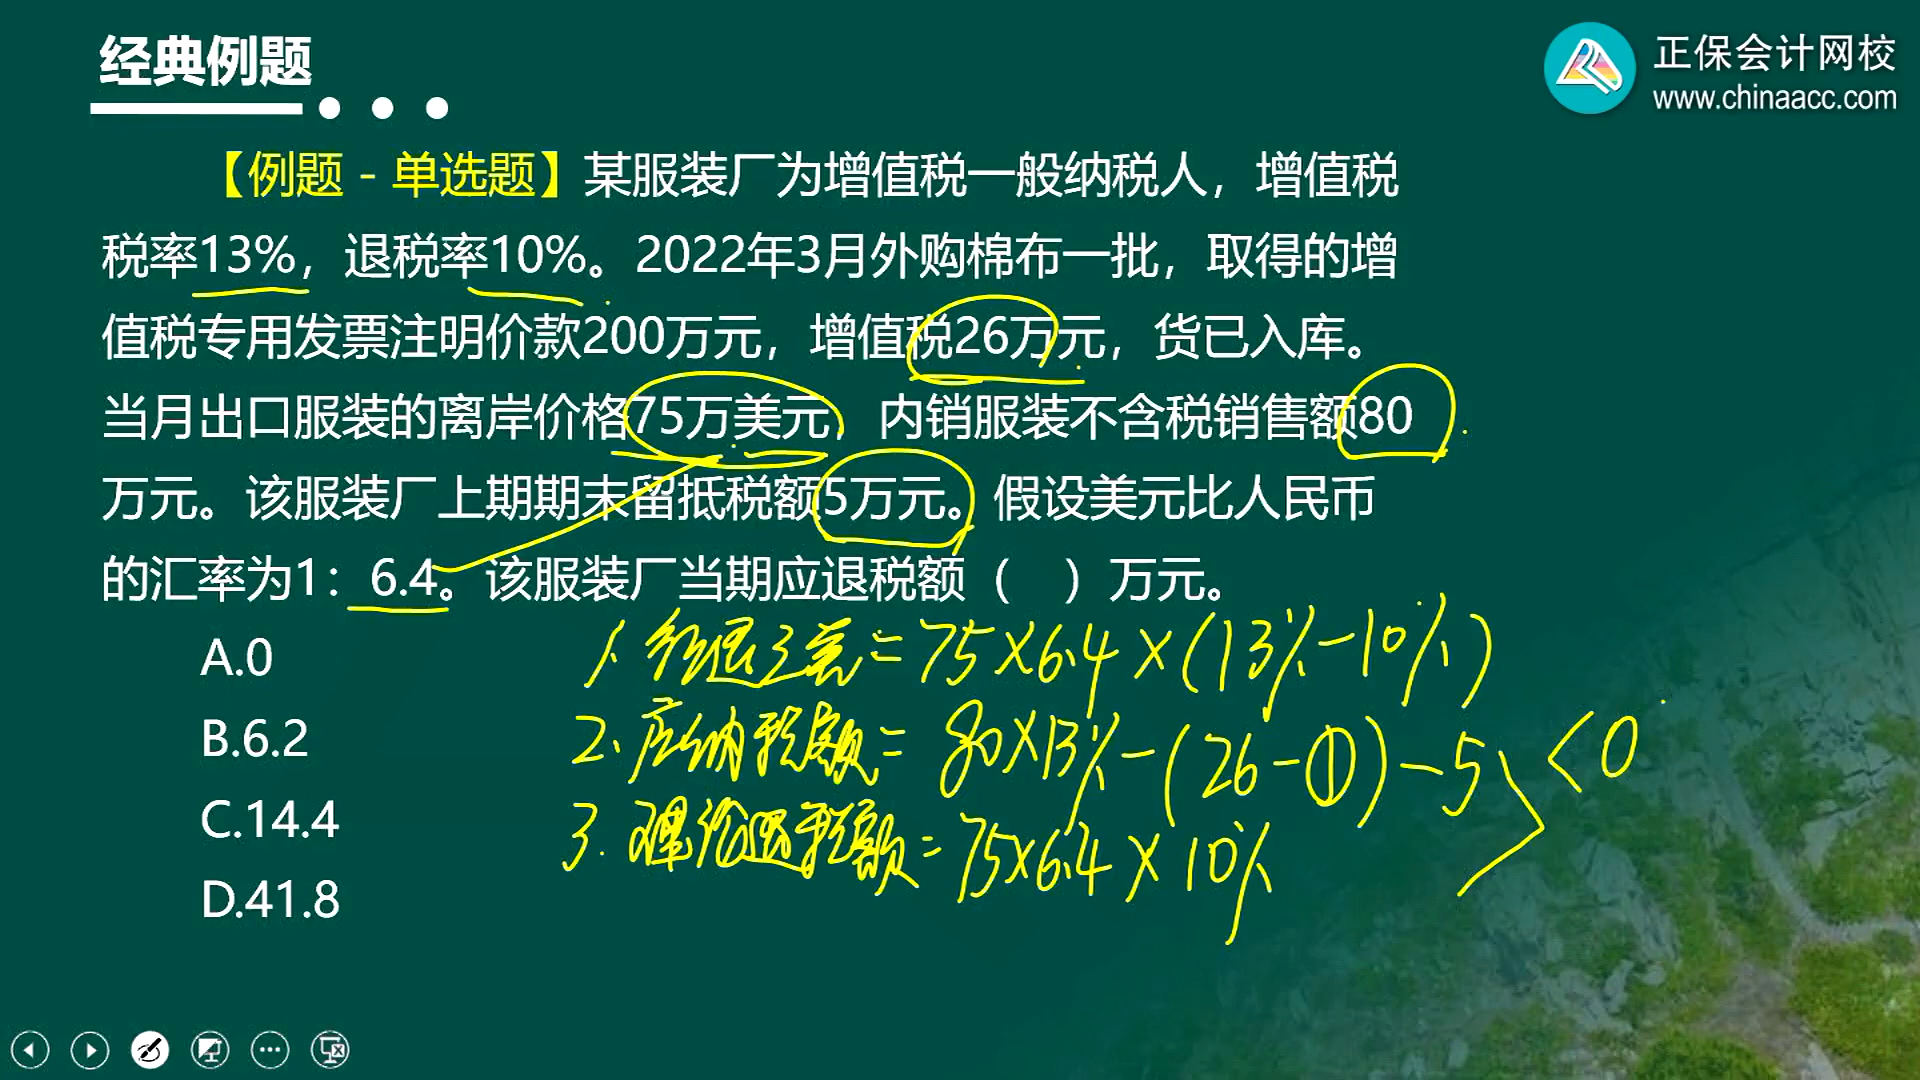 经典例题
正保会计网校
www.chinaacc.com
【例题-单选题】某服装厂为增值税一般纳税人，增值税
税率13%，退税率10%。2022年3月外购棉布一批，取得的增
值税专用发票注明价款200万元，增值税26万元，货已入库。
当月出口服装的离岸价格75万美元，内销服装不含税销售额80
万元。该服装厂上期期末留抵税额5万元。假设美元比人民币
的汇率为1：6.4。该服装厂当期应退税额（ ）万元。
A.0
B.6.2
C.14.4
D.41.8
1、征退之差=75×6.4×(13%-10%)
2、应纳税额=80×13%-(26-①)-5 <0
3.理论退税额=75×6.4×10%